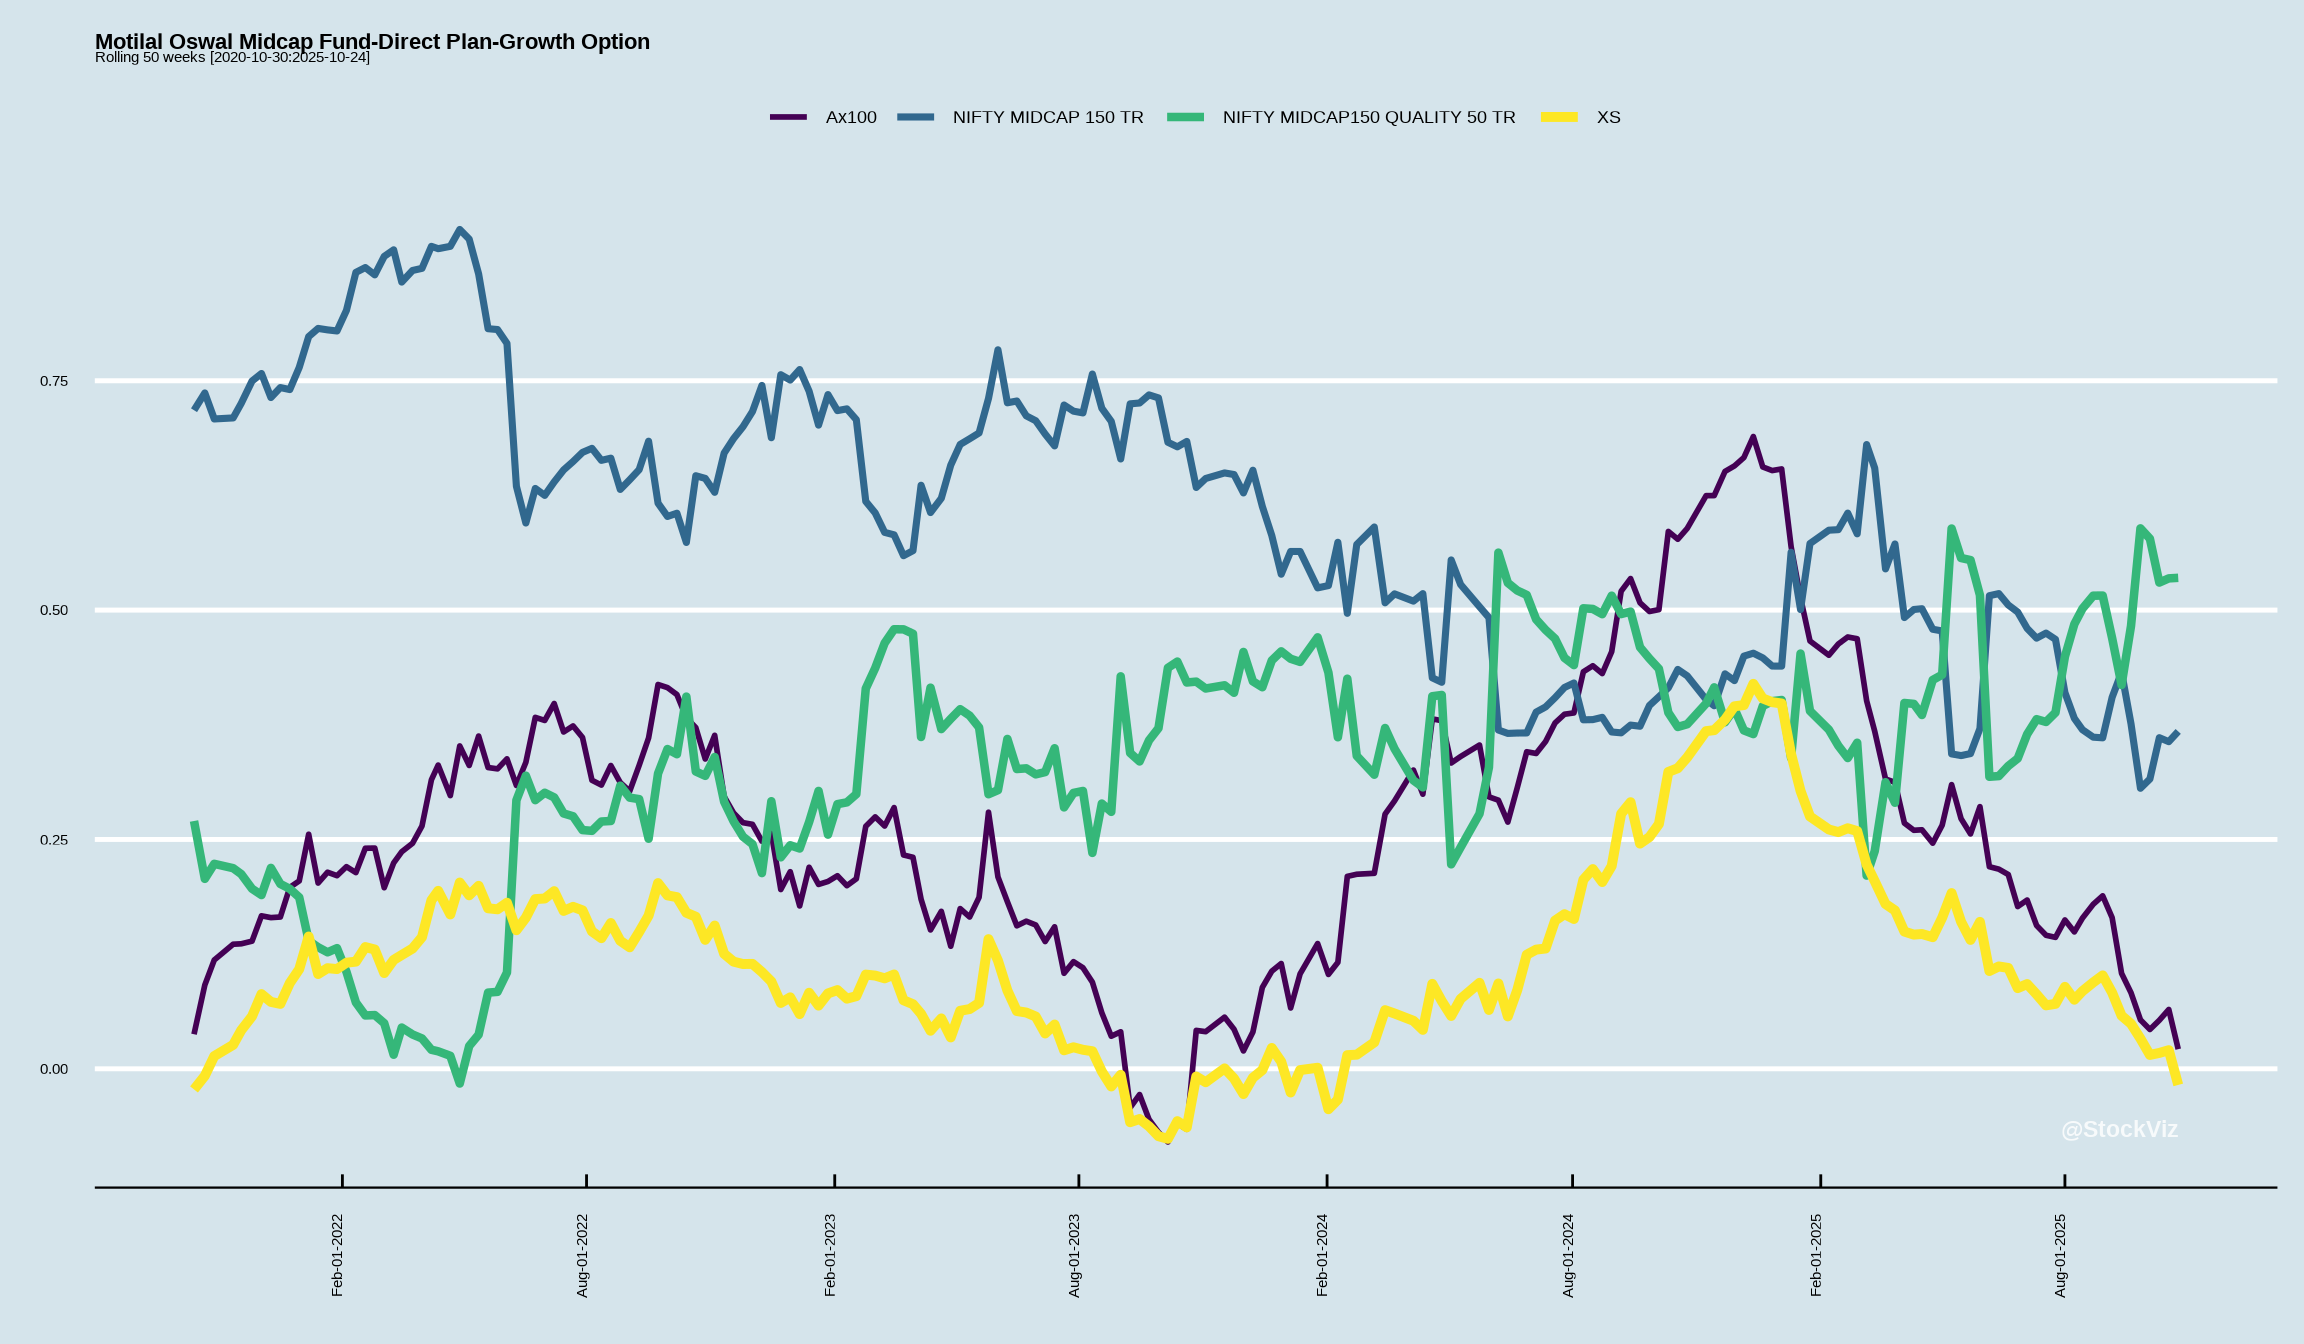 Motilal Oswal Midcap Fund-Direct Plan-Growth Option
Rolling 50 weeks [2020-10-30:2025-10-24]
Ax100 NIFTY MIDCAP 150 TR NIFTY MIDCAP150 QUALITY 50 TR XS
0.75
0.50
0.25
0.00
@StockViz
Feb-01-2022 Aug-01-2022 Feb-01-2023 Aug-01-2023 Feb-01-2024 Aug-01-2024 Feb-01-2025 Aug-01-2025